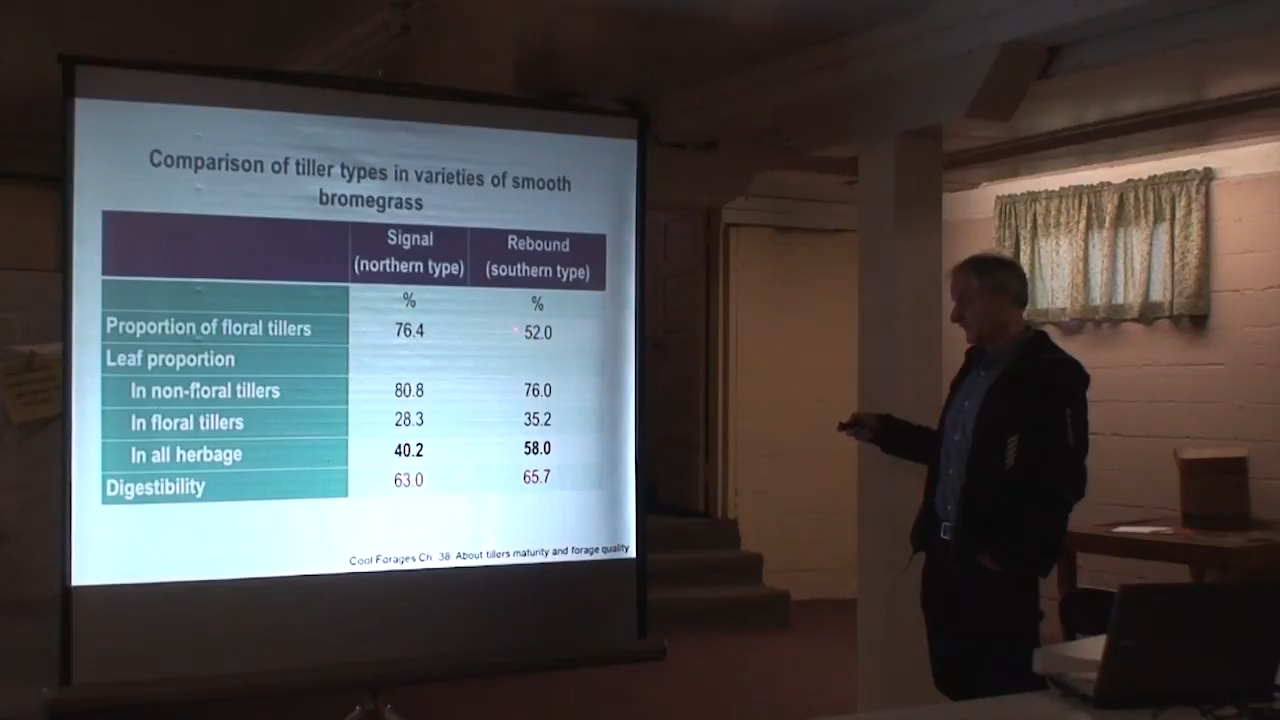 Comparison of tiller types in varieties of smooth
bromegrass
Signal Rebound
(northern type) (southern type)
% %
Proportion of floral tillers 76.4 52.0
Leaf proportion
In non-floral tillers 80.8 76.0
In floral tillers 28.3 35.2
In all herbage 40.2 58.0
Digestibility 63.0 65.7
Cool Forages Ch. 38 About tillers maturity and forage quality